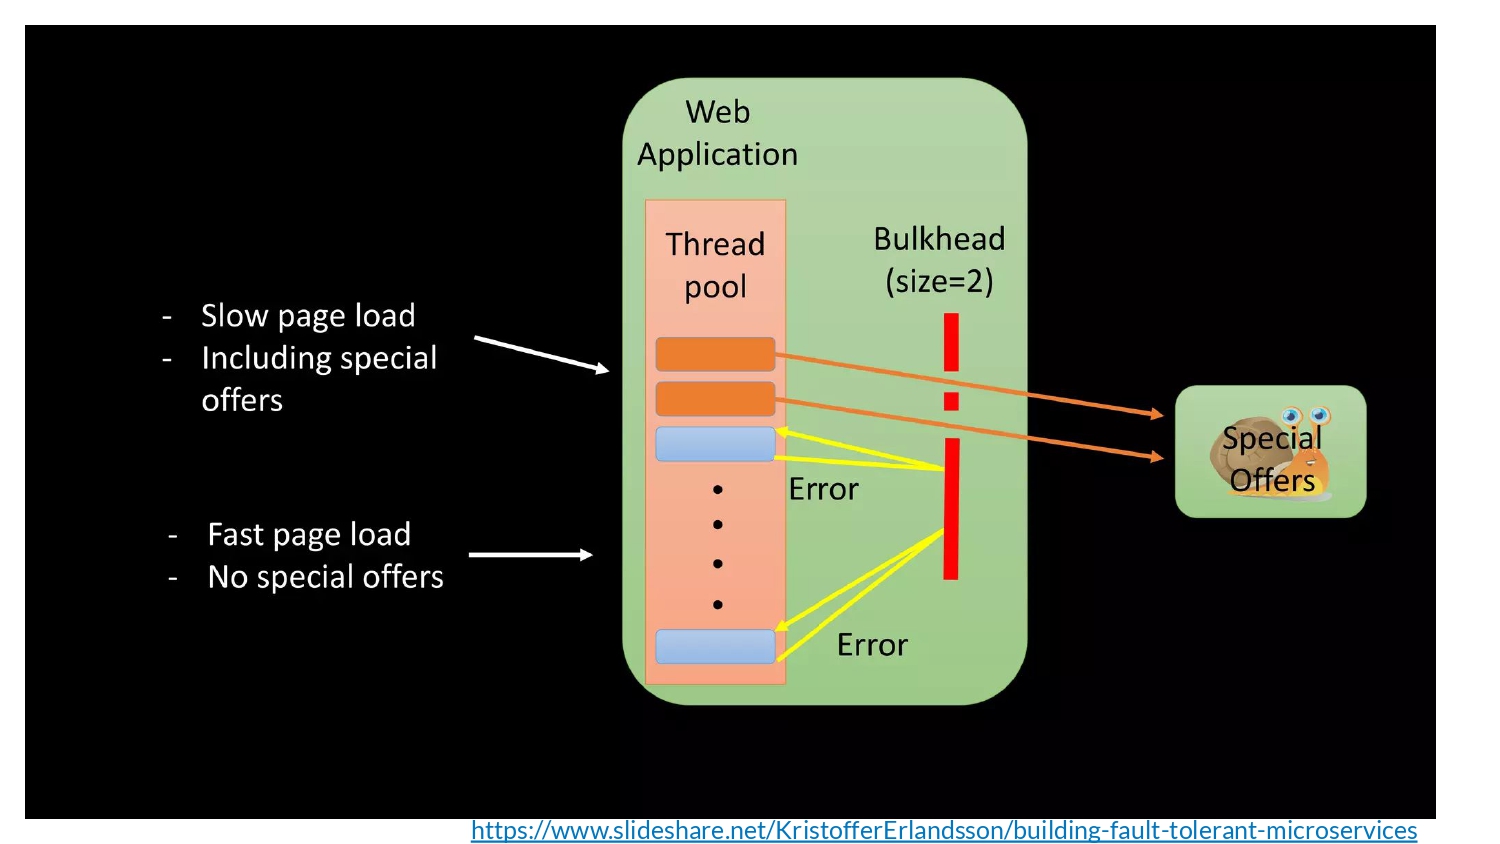 Web
Application
Thread
pool
Bulkhead
(size=2)
- Slow page load
- Including special
offers
Special
Offers
Error
- Fast page load
- No special offers
Error
https://www.slideshare.net/KristofferErlandsson/building-fault-tolerant-microservices